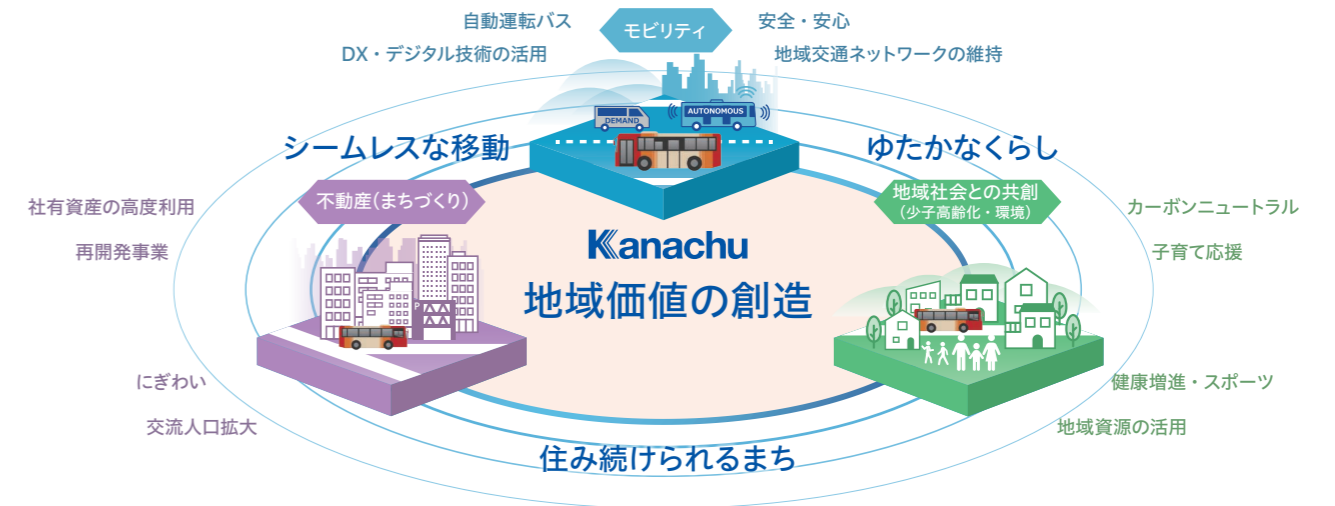 自動運転バス
モビリティ
安全・安心
DX・デジタル技術の活用
地域交通ネットワークの維持
DEMAND
AUTONOMOUS
シームレスな移動
ゆたかなくらし
社有資産の高度利用
不動産(まちづくり)
地域社会との共創
(少子高齢化・環境)
カーボンニュートラル
再開発事業
子育て応援
Kanachu
地域価値の創造
P
にぎわい
健康増進・スポーツ
交流人口拡大
地域資源の活用
住み続けられるまち